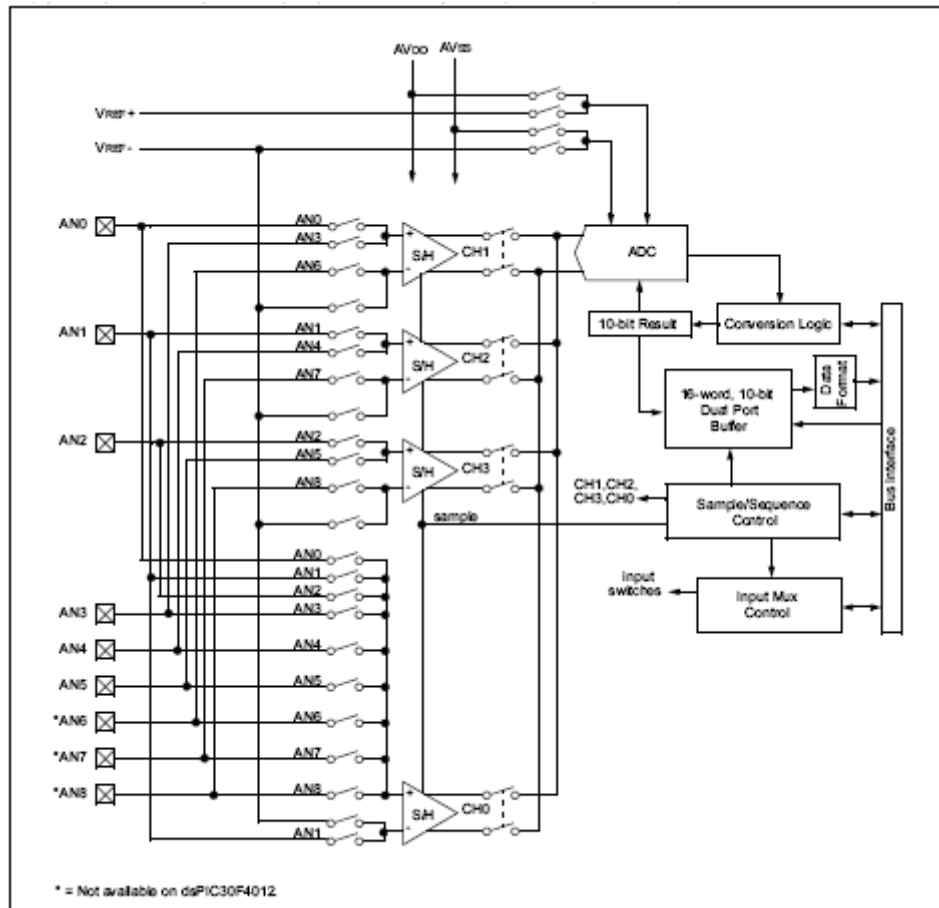 AVDD AVSS
VREF+
VREF-
AN0
AN0
AN3
AN6
+
-
S/H
CH1
ADC
10-bit Result
Conversion Logic
AN1
AN1
AN4
AN7
+
-
S/H
CH2
16-word, 10-bit
Dual Port
Buffer
Data
Format
AN2
AN2
AN5
AN8
+
-
S/H
CH3
CH1,CH2,
CH3,CH0
Sample/Sequence
Control
Bus Interface
sample
AN0
AN1
AN2
AN3
AN3
Input
switches
Input Mux
Control
AN4
AN4
AN5
AN5
*AN6
AN6
*AN7
AN7
*AN8
AN8
+
-
S/H
CH0
AN1
* = Not available on dsPIC30F4012